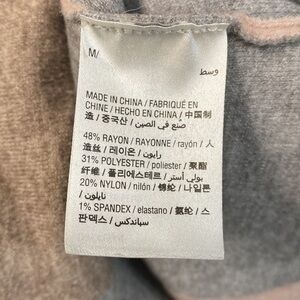 M/
وسط
MADE IN CHINA / FABRIQUÉ EN
CHINE / HECHO EN CHINA / 中国制
造 / 중국산 / صنع في الصين
48% RAYON / RAYONNE / rayón / 人
造丝 / 레이온 / رايون
31% POLYESTER / poliester / 聚酯
纤维 / 폴리에스테르 / بولي أستر
20% NYLON / nilón / 锦纶 / 나일론
/ نايلون
1% SPANDEX / elastano / 氨纶 / 스
판덱스 / سباندكس